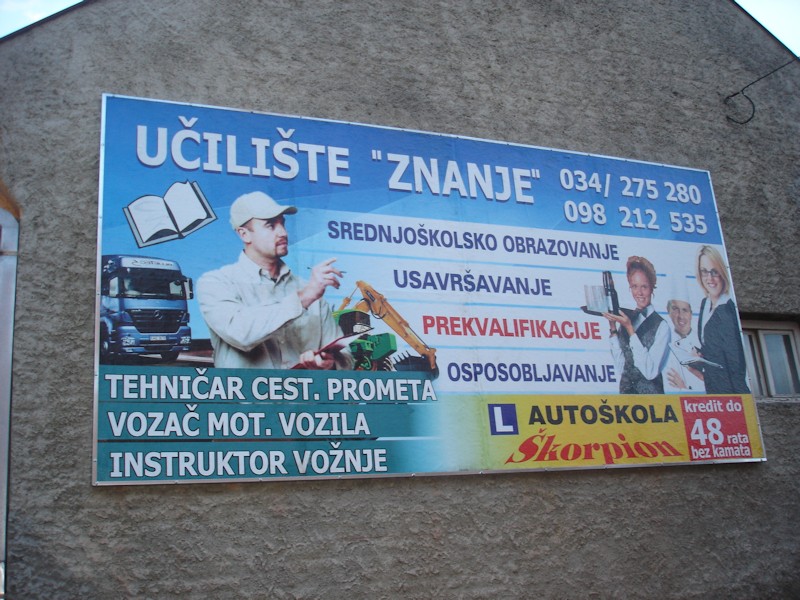 UČILIŠTE "ZNANJE"
034/ 275 280
098 212 535
SREDNJOŠKOLSKO OBRAZOVANJE
USAVRŠAVANJE
PREKVALIFIKACIJE
OSPOSOBLJAVANJE
TEHNIČAR CEST. PROMETA
VOZAČ MOT. VOZILA
INSTRUKTOR VOŽNJE
L AUTOŠKOLA
Škorpion
kredit do
48 rata
bez kamata